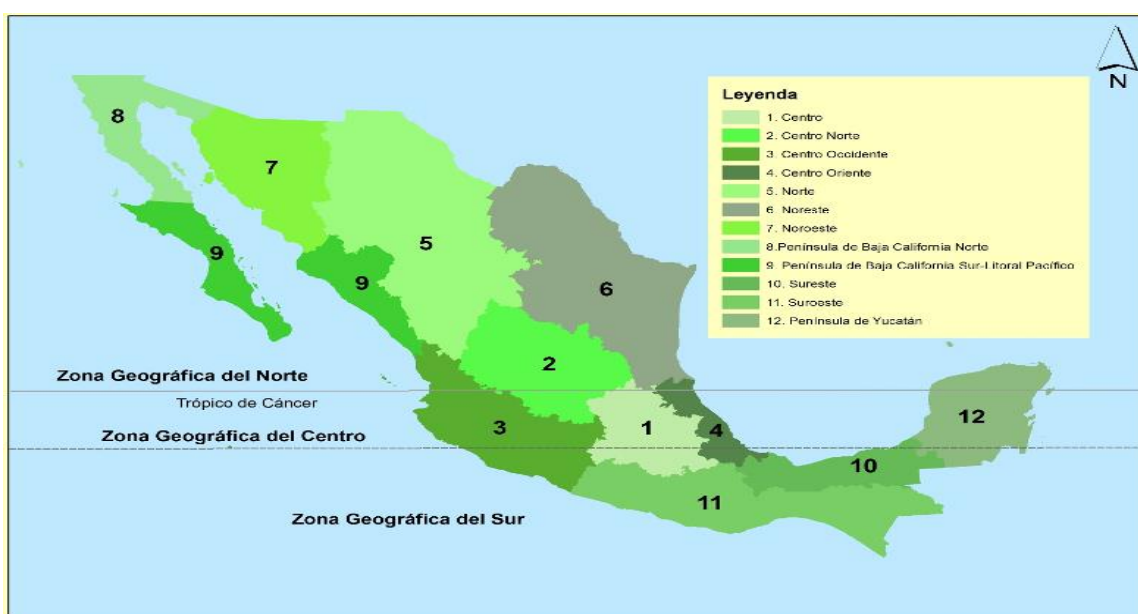 N
Leyenda
1. Centro
2. Centro Norte
3. Centro Occidente
4. Centro Oriente
5. Norte
6. Noreste
7. Noroeste
8.Península de Baja California Norte
9. Península de Baja California Sur-Litoral Pacífico
10. Sureste
11. Suroeste
12. Península de Yucatán
8
7
9
5
9
6
2
Zona Geográfica del Norte
Trópico de Cáncer
Zona Geográfica del Centro
3
1
4
12
10
11
Zona Geográfica del Sur